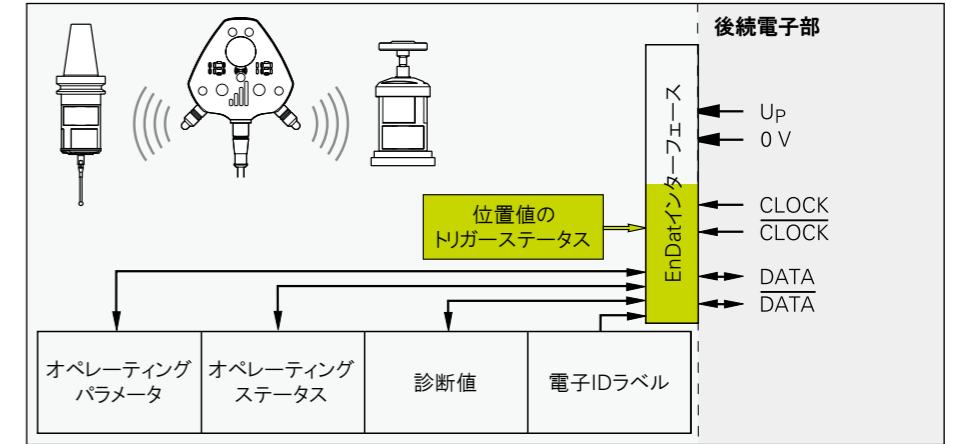 後続電子部
EnDatインターフェース
UP
0 V
CLOCK
CLOCK
DATA
DATA
位置値の
トリガーステータス
オペレーティング
パラメータ
オペレーティング
ステータス
診断値
電子IDラベル